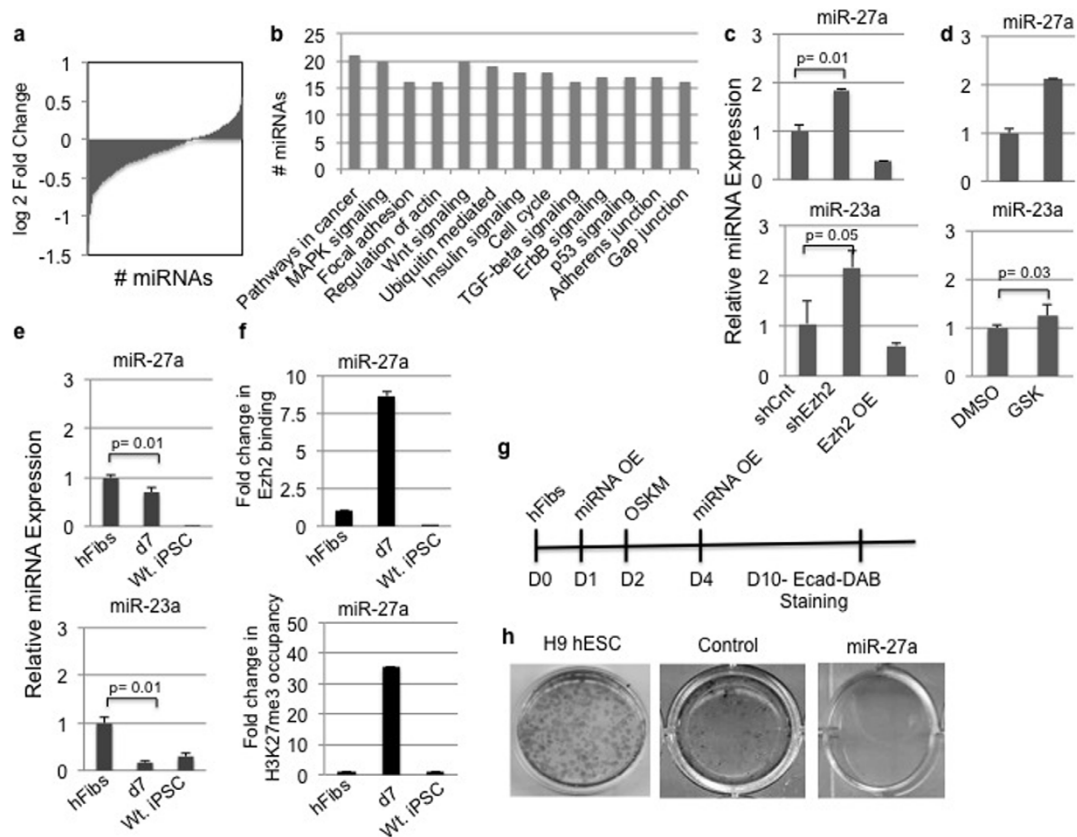 a
log 2 Fold Change
1
0.5
0
-0.5
-1
-1.5
# miRNAs
b
# miRNAs
25
20
15
10
5
0
Pathways in cancer
MAPK signaling
Focal adhesion
Regulation of actin
Wnt signaling
Ubiquitin mediated
Insulin signaling
Cell cycle
TGF-beta signaling
ErbB signaling
p53 signaling
Adherens junction
Gap junction
c
Relative miRNA Expression
miR-27a
3
2
1
0
p= 0.01
miR-23a
3
2
1
0
p= 0.05
shCnt
shEzh2
Ezh2 OE
d
miR-27a
3
2
1
0
miR-23a
3
2
1
0
p= 0.03
DMSO
GSK
e
Relative miRNA Expression
miR-27a
3
2
1
0
p= 0.01
hFibs
d7
Wt. iPSC
miR-23a
3
2
1
0
p= 0.01
hFibs
d7
Wt. iPSC
f
miR-27a
Fold change in
Ezh2 binding
10
7.5
5
2.5
0
hFibs
d7
Wt. iPSC
miR-27a
Fold change in
H3K27me3 occupancy
50
40
30
20
10
0
hFibs
d7
Wt. iPSC
g
hFibs
miRNA OE
OSKM
miRNA OE
D0
D1
D2
D4
D10- Ecad-DAB
Staining
h
H9 hESC
Control
miR-27a